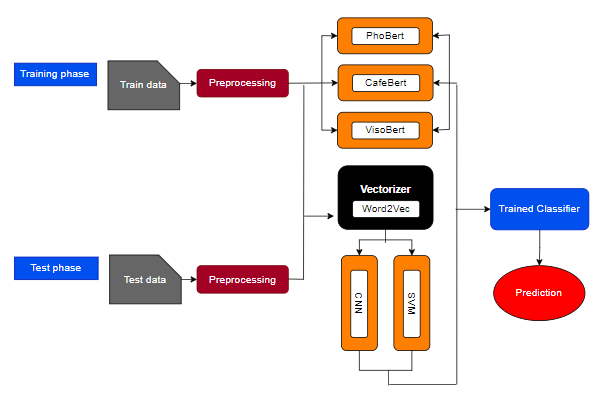 PhoBert
Training phase
Train data
Preprocessing
CafeBert
VisoBert
Vectorizer
Word2Vec
Trained Classifier
Test phase
Test data
Preprocessing
CNN
SVM
Prediction